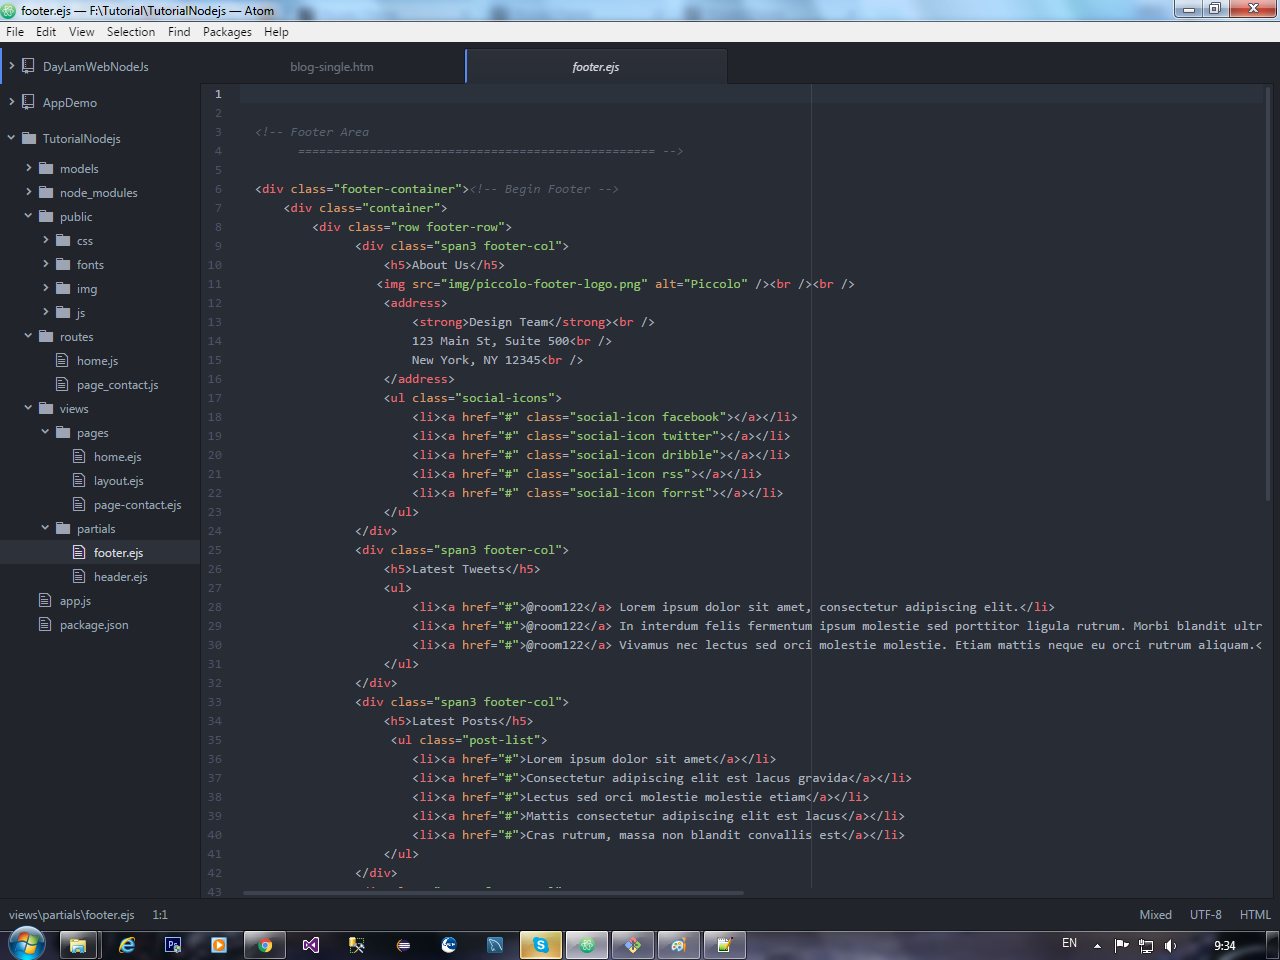 footer.ejs — F:\Tutorial\TutorialNodejs — Atom
File Edit View Selection Find Packages Help
DayLamWebNodeJs
AppDemo
TutorialNodejs
models
node_modules
public
css
fonts
img
js
routes
home.js
page_contact.js
views
pages
home.ejs
layout.ejs
page-contact.ejs
partials
footer.ejs
header.ejs
app.js
package.json
blog-single.htm footer.ejs
1
2
3 <!-- Footer Area
4 ================================================== -->
5
6 <div class="footer-container"><!-- Begin Footer -->
7 <div class="container">
8 <div class="row footer-row">
9 <div class="span3 footer-col">
10 <h5>About Us</h5>
11 <img src="img/piccolo-footer-logo.png" alt="Piccolo" /><br /><br />
12 <address>
13 <strong>Design Team</strong><br />
14 123 Main St, Suite 500<br />
15 New York, NY 12345<br />
16 </address>
17 <ul class="social-icons">
18 <li><a href="#" class="social-icon facebook"></a></li>
19 <li><a href="#" class="social-icon twitter"></a></li>
20 <li><a href="#" class="social-icon dribble"></a></li>
21 <li><a href="#" class="social-icon rss"></a></li>
22 <li><a href="#" class="social-icon forrst"></a></li>
23 </ul>
24 </div>
25 <div class="span3 footer-col">
26 <h5>Latest Tweets</h5>
27 <ul>
28 <li><a href="#">@room122</a> Lorem ipsum dolor sit amet, consectetur adipiscing elit.</li>
29 <li><a href="#">@room122</a> In interdum felis fermentum ipsum molestie sed porttitor ligula rutrum. Morbi blandit ultr
30 <li><a href="#">@room122</a> Vivamus nec lectus sed orci molestie molestie. Etiam mattis neque eu orci rutrum aliquam.<
31 </ul>
32 </div>
33 <div class="span3 footer-col">
34 <h5>Latest Posts</h5>
35 <ul class="post-list">
36 <li><a href="#">Lorem ipsum dolor sit amet</a></li>
37 <li><a href="#">Consectetur adipiscing elit est lacus gravida</a></li>
38 <li><a href="#">Lectus sed orci molestie molestie etiam</a></li>
39 <li><a href="#">Mattis consectetur adipiscing elit est lacus</a></li>
40 <li><a href="#">Cras rutrum, massa non blandit convallis est</a></li>
41 </ul>
42 </div>
43
views\partials\footer.ejs 1:1 Mixed UTF-8 HTML
EN 9:34